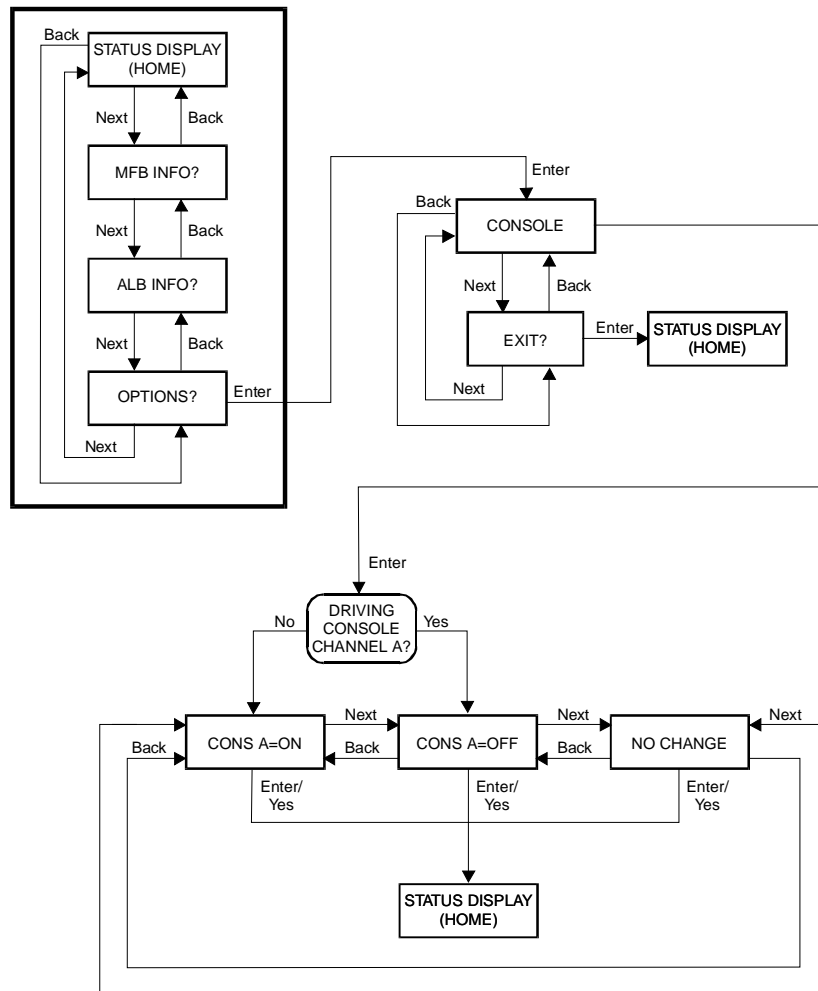 Back
STATUS DISPLAY
(HOME)
Next
Back
MFB INFO?
Next
Back
ALB INFO?
Next
Back
OPTIONS?
Enter
Next
Enter
Back
CONSOLE
Next
Back
EXIT?
Enter
STATUS DISPLAY
(HOME)
Next
Enter
DRIVING
CONSOLE
CHANNEL A?
No
Yes
CONS A=ON
Next
Back
CONS A=OFF
Next
Back
NO CHANGE
Next
Back
Enter/
Yes
Enter/
Yes
Enter/
Yes
STATUS DISPLAY
(HOME)